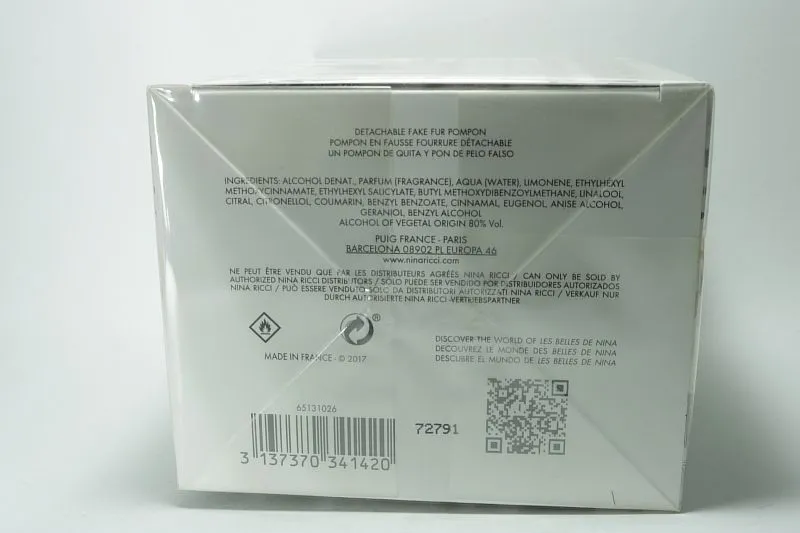 DETACHABLE FAKE FUR POMPON
POMPON EN FAUSSE FOURRURE DÉTACHABLE
UN POMPON DE QUITA Y PON DE PELO FALSO
INGREDIENTS: ALCOHOL DENAT., PARFUM (FRAGRANCE), AQUA (WATER), LIMONENE, ETHYLHEXYL
METHOXYCINNAMATE, ETHYLHEXYL SALICYLATE, BUTYL METHOXYDIBENZOYLMETHANE, LINALOOL,
CITRAL, CITRONELLOL, COUMARIN, BENZYL BENZOATE, CINNAMAL, EUGENOL, ANISE ALCOHOL,
GERANIOL, BENZYL ALCOHOL
ALCOHOL OF VEGETAL ORIGIN 80% Vol.
PUIG FRANCE - PARIS
BARCELONA 08902 PL EUROPA 46
www.ninaricci.com
NE PEUT ÊTRE VENDU QUE PAR LES DISTRIBUTEURS AGRÉÉS NINA RICCI / CAN ONLY BE SOLD BY
AUTHORIZED NINA RICCI DISTRIBUTORS / SÓLO PUEDE SER VENDIDO POR DISTRIBUIDORES AUTORIZADOS
NINA RICCI / PUÒ ESSERE VENDUTO SOLO DA DISTRIBUTORI AUTORIZZATI NINA RICCI / VERKAUF NUR
DURCH AUTORISIERTE NINA RICCI-VERTRIEBSPARTNER
®
MADE IN FRANCE - © 2017
DISCOVER THE WORLD OF LES BELLES DE NINA
DÉCOUVREZ LE MONDE DES BELLES DE NINA
DESCUBRE EL MUNDO DE LES BELLES DE NINA
65131026
72791
3 137370 341420